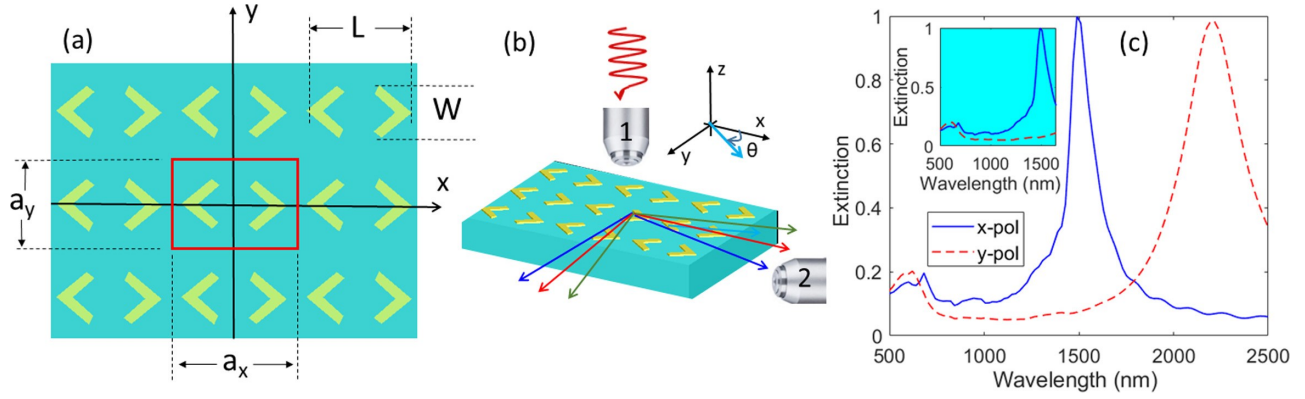 (a)
y
L
W
a_y
x
a_x
(b)
1
z
x
y
θ
2
(c)
Extinction
1
0.8
0.6
0.4
0.2
0
500
1000
1500
2000
2500
Wavelength (nm)
x-pol
y-pol
Extinction
1
0.5
0
500
1000
1500
Wavelength (nm)